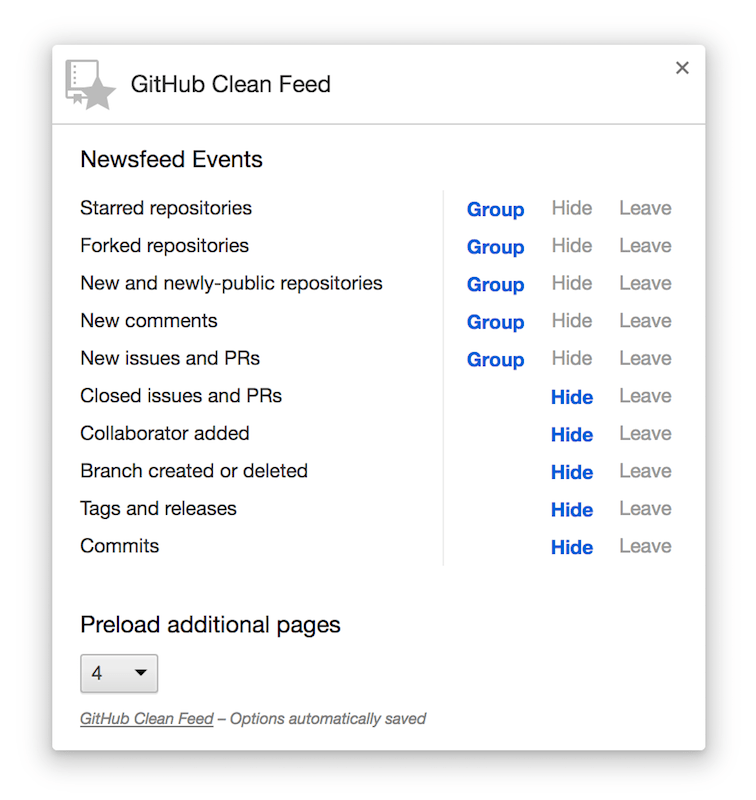 GitHub Clean Feed
×
Newsfeed Events
Starred repositories Group Hide Leave
Forked repositories Group Hide Leave
New and newly-public repositories Group Hide Leave
New comments Group Hide Leave
New issues and PRs Group Hide Leave
Closed issues and PRs Hide Leave
Collaborator added Hide Leave
Branch created or deleted Hide Leave
Tags and releases Hide Leave
Commits Hide Leave
Preload additional pages
4
GitHub Clean Feed – Options automatically saved